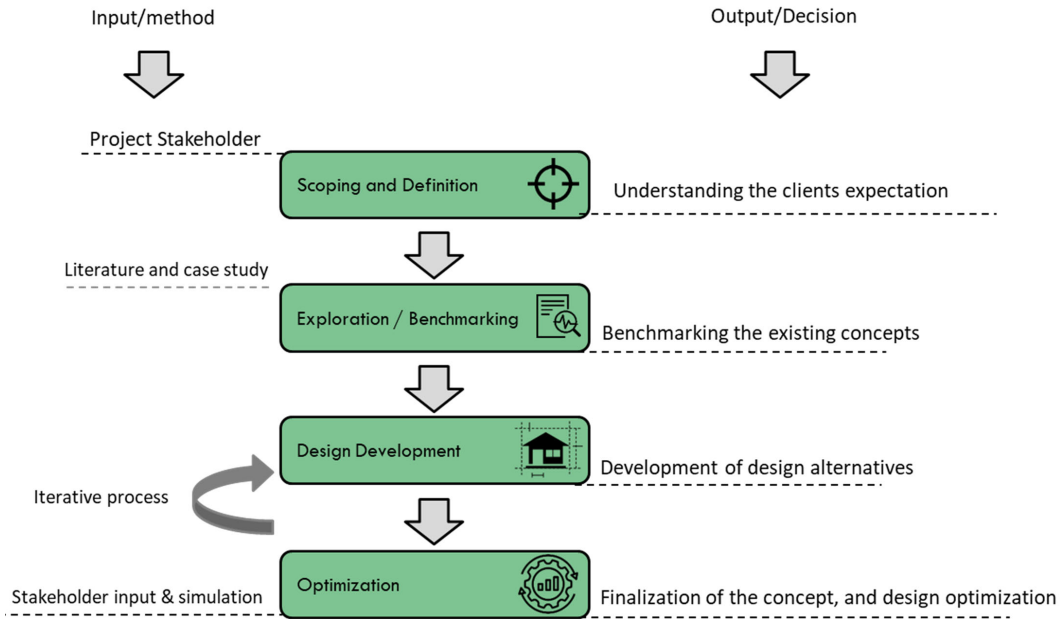 Input/method
Output/Decision
Project Stakeholder
Scoping and Definition
Understanding the clients expectation
Literature and case study
Exploration / Benchmarking
Benchmarking the existing concepts
Design Development
Development of design alternatives
Iterative process
Optimization
Stakeholder input & simulation
Finalization of the concept, and design optimization